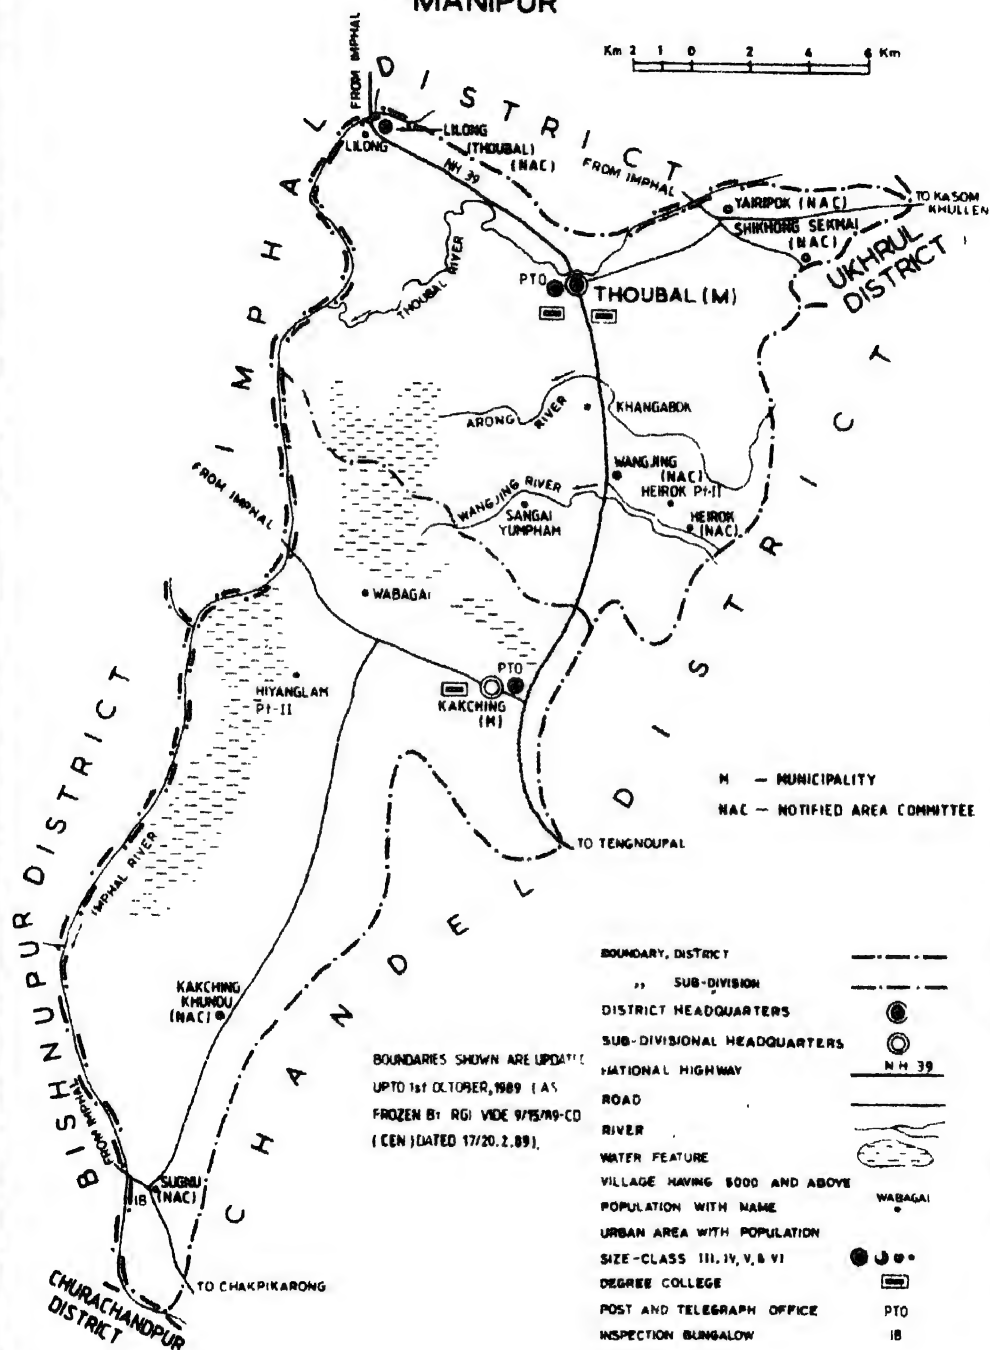 MANIPUR
Km 2 1 0 2 4 6 Km
FROM IMPHAL
IMPHAL DISTRICT
LILONG
LILONG
(THOUBAL)
(NAC)
NH 39
FROM IMPHAL
YAIRIPOK (NAC)
TO KASOM
KHULLEN
SHIKHONG SEKMAI
(NAC)
UKHRUL
DISTRICT
THOUBAL RIVER
PTO
THOUBAL (M)
ARONG RIVER
KHANGABOK
WANGJING
(NAC)
HEIROK Pt-II
HEIROK
(NAC)
WANGJING RIVER
SANGAI
YUMPHAM
FROM IMPHAL
WABAGAI
HIYANGLAM
Pt-II
PTO
KAKCHING
(M)
M — MUNICIPALITY
NAC — NOTIFIED AREA COMMITTEE
TO TENGNOUPAL
CHANDEL DISTRICT
BISHNUPUR DISTRICT
IMPHAL RIVER
KAKCHING
KHUNOU
(NAC)
FROM IMPHAL
SUGNU
(NAC)
IB
TO CHAKPIKARONG
CHURACHANDPUR
DISTRICT
BOUNDARIES SHOWN ARE UPDATE
UPTO 1st OCTOBER, 1989 ( AS
FROZEN BY RGI VIDE 9/15/89-CD
( CEN ) DATED 17/20.2.89).
BOUNDARY, DISTRICT
,, SUB-DIVISION
DISTRICT HEADQUARTERS
SUB-DIVISIONAL HEADQUARTERS
NATIONAL HIGHWAY NH 39
ROAD
RIVER
WATER FEATURE
VILLAGE HAVING 5000 AND ABOVE
POPULATION WITH NAME WABAGAI
URBAN AREA WITH POPULATION
SIZE-CLASS III, IV, V, & VI
DEGREE COLLEGE
POST AND TELEGRAPH OFFICE PTO
INSPECTION BUNGALOW IB